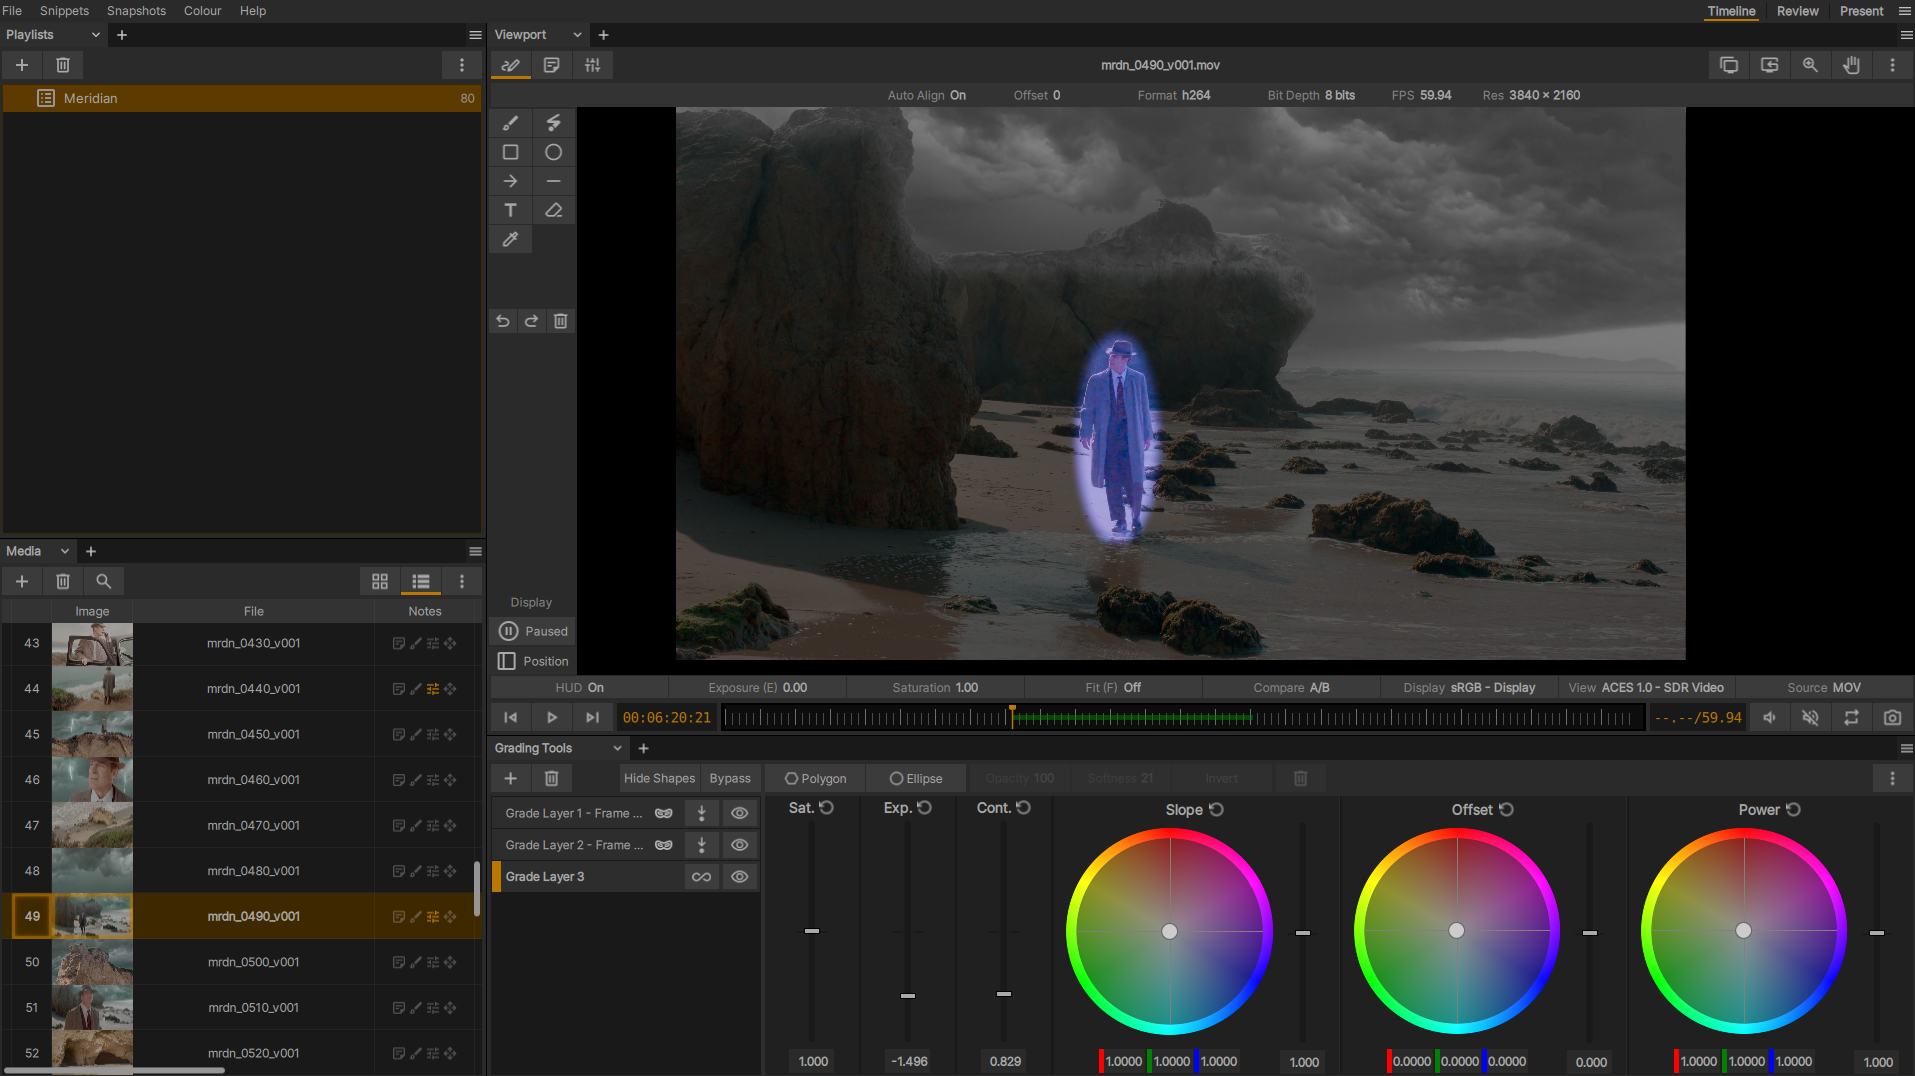 File Snippets Snapshots Colour Help Timeline Review Present
Playlists Viewport
mrdn_0490_v001.mov
Meridian 80
Auto Align On Offset 0 Format h264 Bit Depth 8 bits FPS 59.94 Res 3840 × 2160
T
Media
Image File Notes
43 mrdn_0430_v001
44 mrdn_0440_v001
45 mrdn_0450_v001
46 mrdn_0460_v001
47 mrdn_0470_v001
48 mrdn_0480_v001
49 mrdn_0490_v001
50 mrdn_0500_v001
51 mrdn_0510_v001
52 mrdn_0520_v001
Display
Paused
Position
HUD On Exposure (E) 0.00 Saturation 1.00 Fit (F) Off Compare A/B Display sRGB - Display View ACES 1.0 - SDR Video Source MOV
00:06:20:21 --.--/59.94
Grading Tools
Hide Shapes Bypass Polygon Ellipse Opacity 100 Softness 21 Invert
Grade Layer 1 - Frame ...
Grade Layer 2 - Frame ...
Grade Layer 3
Sat. Exp. Cont. Slope Offset Power
1.000 -1.496 0.829 1.0000 1.0000 1.0000 1.000 0.0000 0.0000 0.0000 0.000 1.0000 1.0000 1.0000 1.000